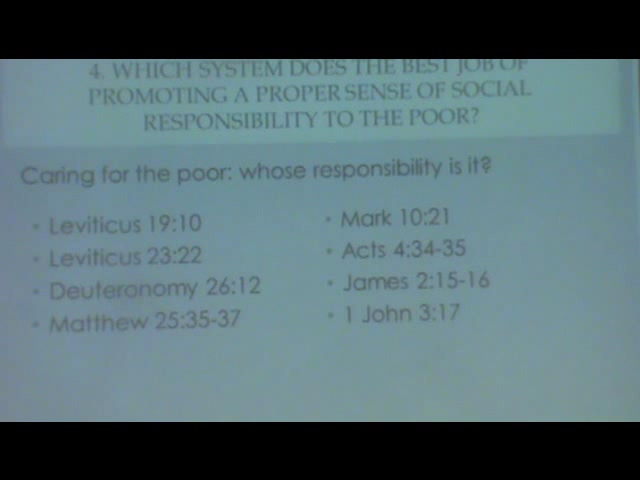 4. WHICH SYSTEM DOES THE BEST JOB OF
PROMOTING A PROPER SENSE OF SOCIAL
RESPONSIBILITY TO THE POOR?
Caring for the poor: whose responsibility is it?
• Leviticus 19:10
• Leviticus 23:22
• Deuteronomy 26:12
• Matthew 25:35-37
• Mark 10:21
• Acts 4:34-35
• James 2:15-16
• 1 John 3:17